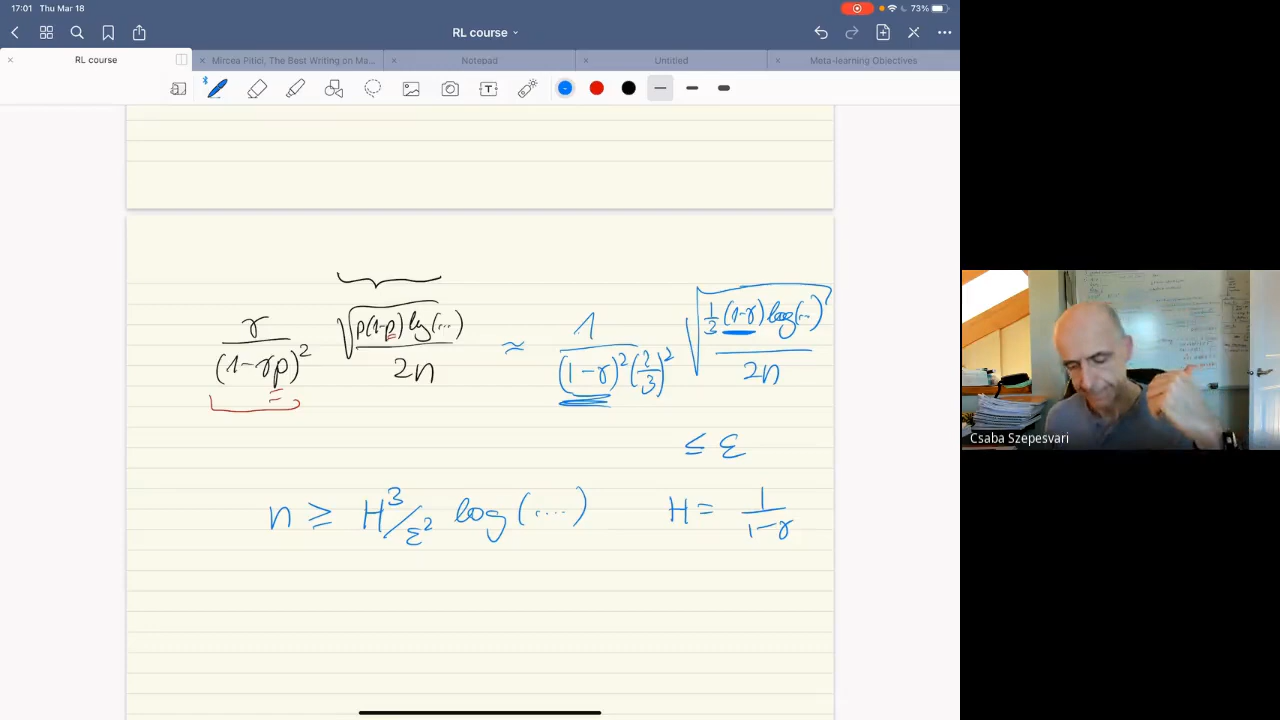 17:01 Thu Mar 18
73%
RL course
RL course
Mircea Pitici, The Best Writing on Ma...
Notepad
Untitled
Meta-learning Objectives
γ/(1-γp)² √(p(1-p) log(...)/2n) ≈ 1/((1-γ)²(2/3)²) √(1/3 (1-γ) log(...)/2n)
≤ ε
n ≥ H³/ε² log(....) H = 1/(1-γ)
Csaba Szepesvari